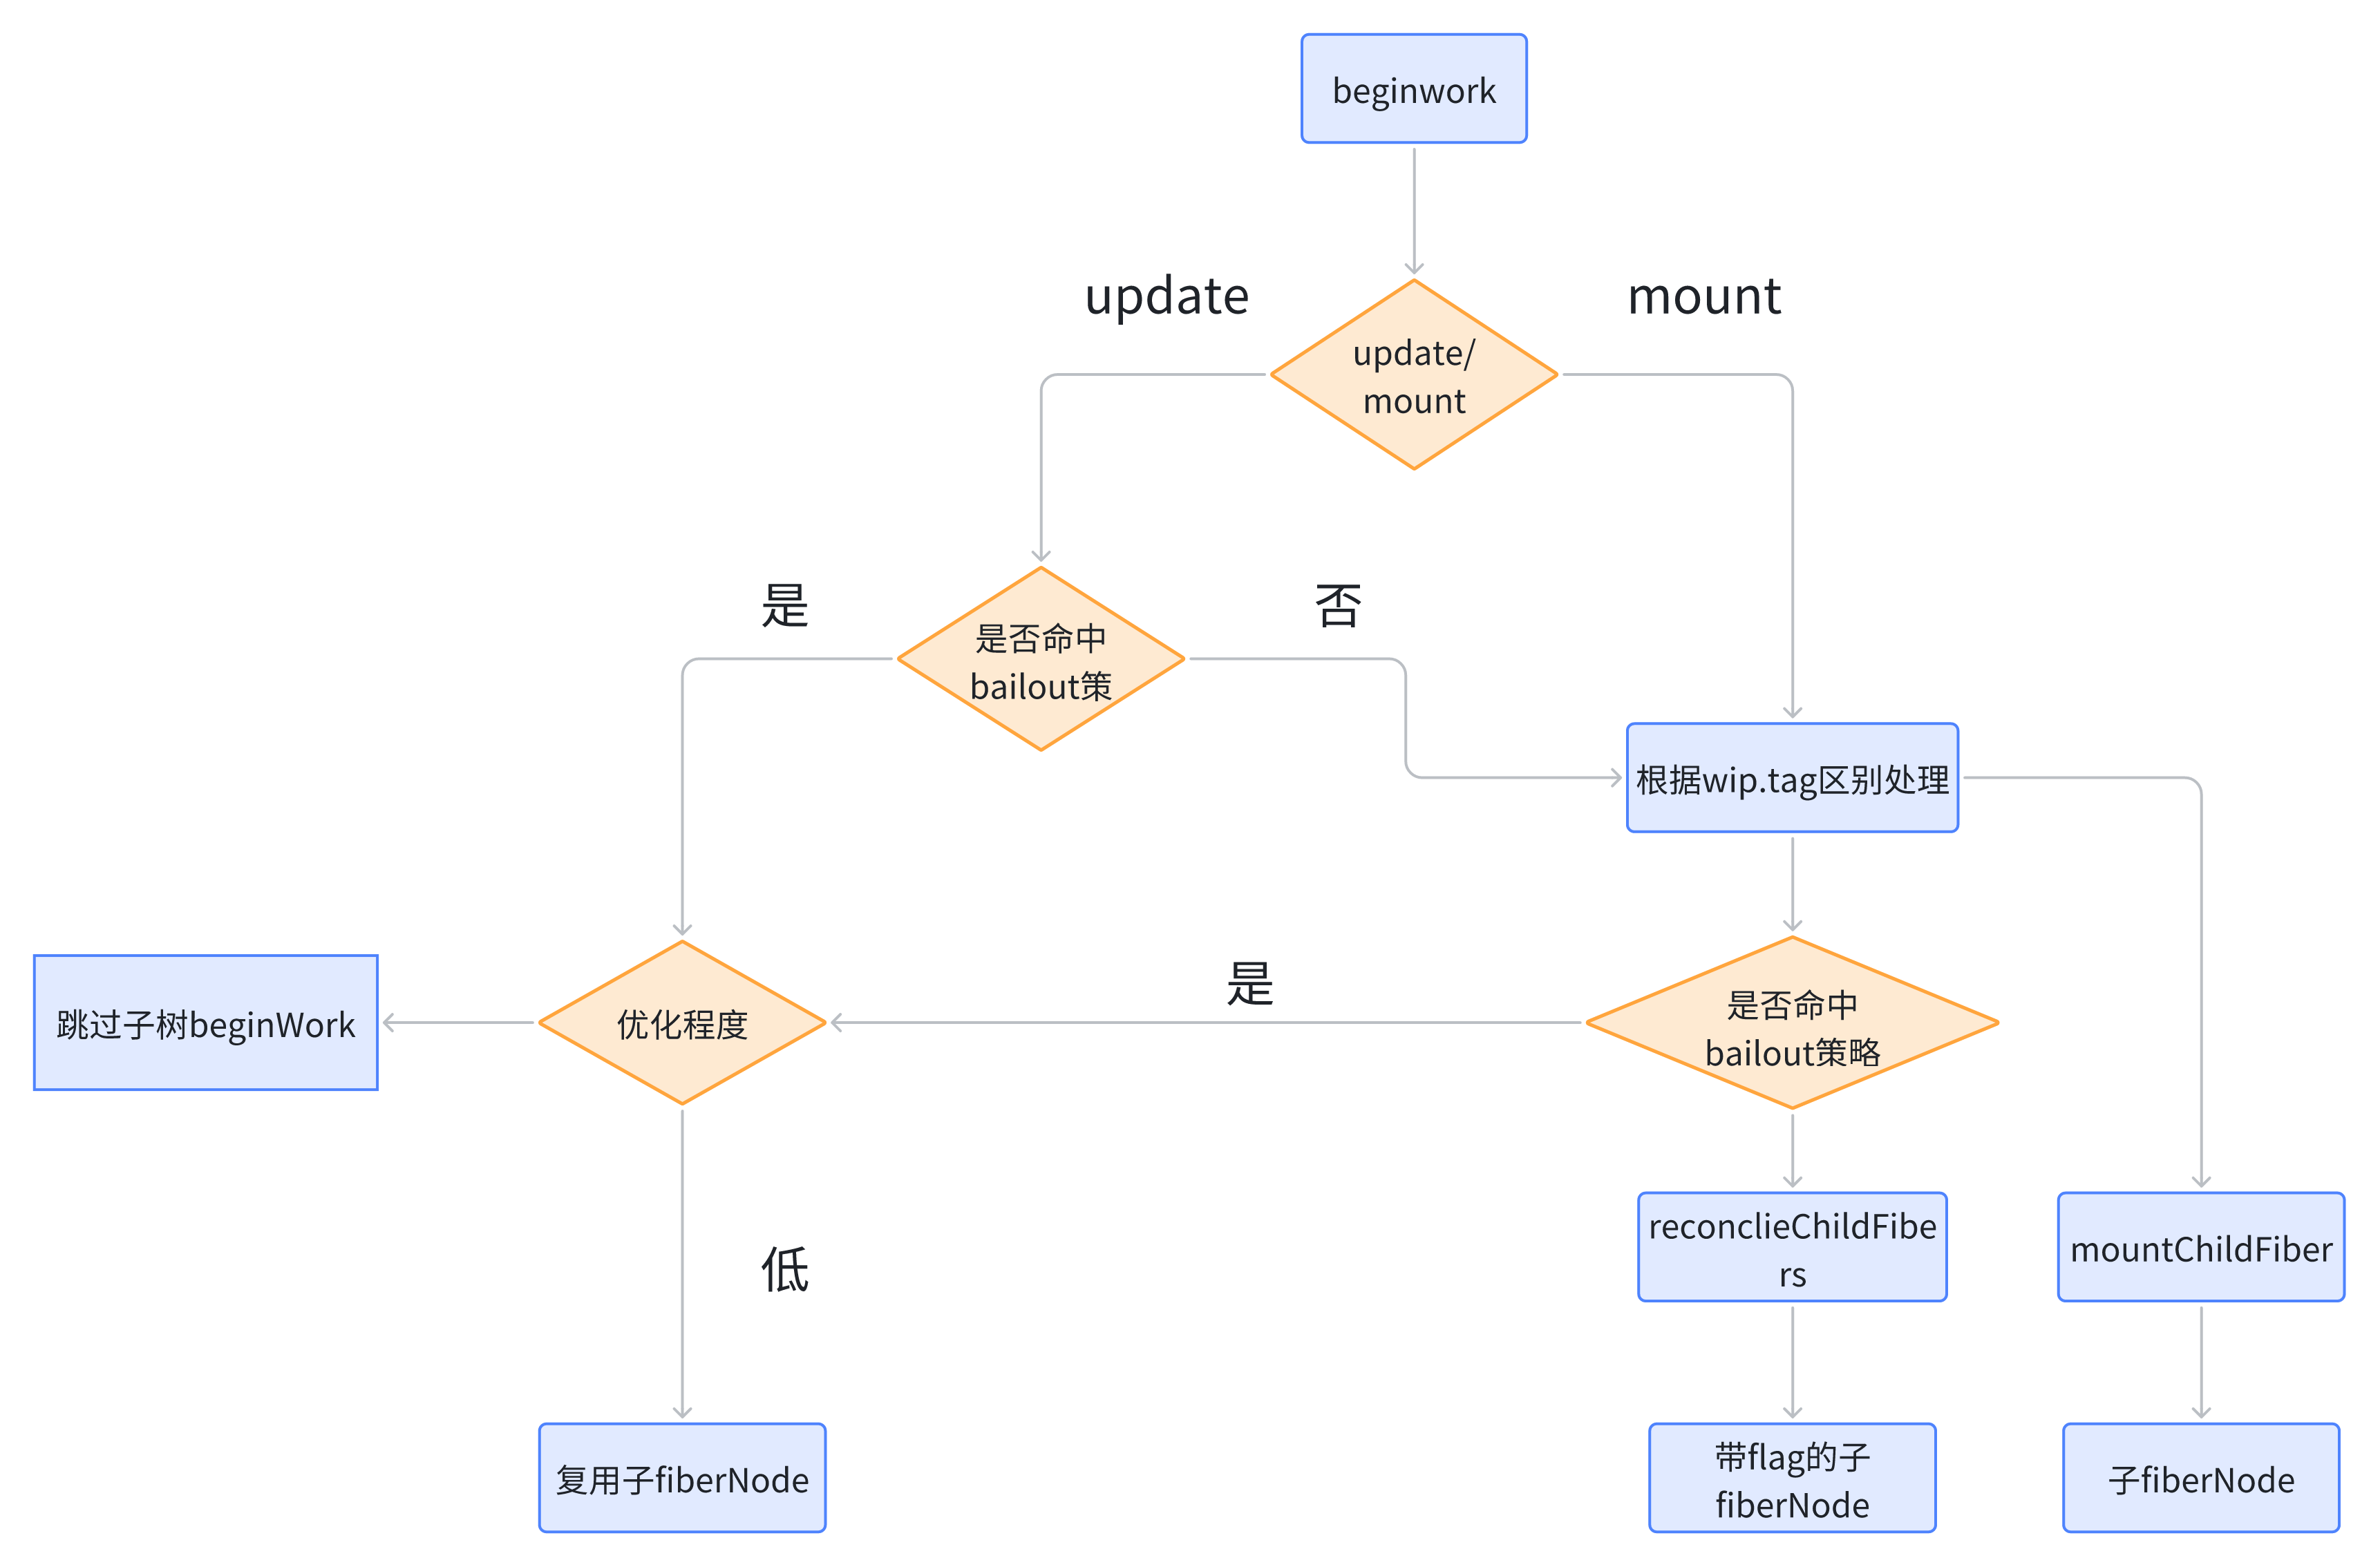 beginwork
update
mount
update/
mount
是
否
是否命中
bailout策
根据wip.tag区别处理
是
跳过子树beginWork
优化程度
是否命中
bailout策略
低
reconclieChildFibe
rs
mountChildFiber
复用子fiberNode
带flag的子
fiberNode
子fiberNode